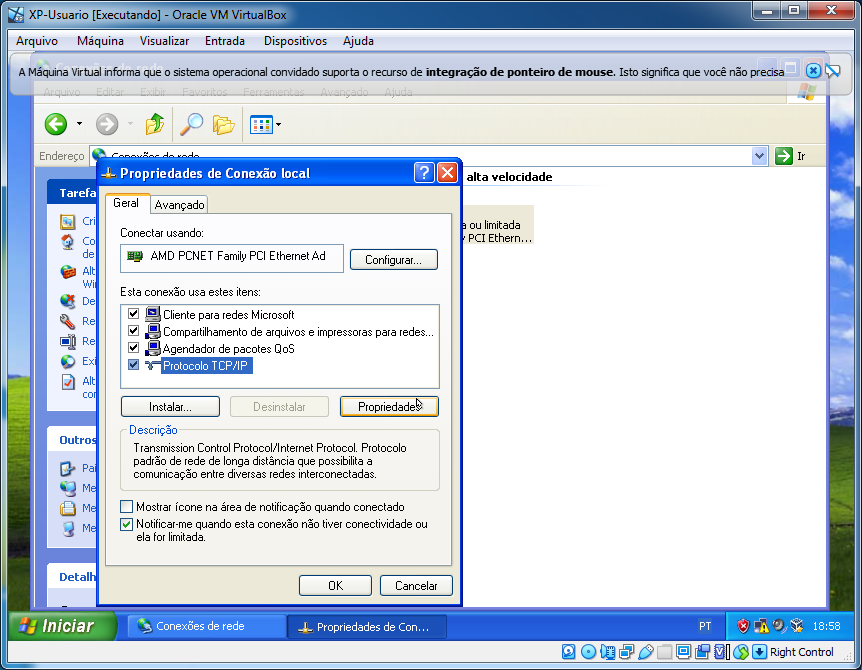 XP-Usuario [Executando] - Oracle VM VirtualBox
Arquivo Máquina Visualizar Entrada Dispositivos Ajuda
A Máquina Virtual informa que o sistema operacional convidado suporta o recurso de integração de ponteiro de mouse. Isto significa que você não precisa
Arquivo Editar Exibir Favoritos Ferramentas Avançado Ajuda
Endereço Conexões de rede Ir
Propriedades de Conexão local
alta velocidade
Tarefa
Geral Avançado
Cri
a ou limitada
PCI Ethern...
Conectar usando:
Co
de
AMD PCNET Family PCI Ethernet Ad
Configurar...
Alt
Win
Esta conexão usa estes itens:
De
Cliente para redes Microsoft
Re
Compartilhamento de arquivos e impressoras para redes...
Re
Agendador de pacotes QoS
Exi
Protocolo TCP/IP
Alt
con
Instalar... Desinstalar Propriedades
Descrição
Outros
Transmission Control Protocol/Internet Protocol. Protocolo
padrão de rede de longa distância que possibilita a
comunicação entre diversas redes interconectadas.
Pai
Me
Me
Me
Mostrar ícone na área de notificação quando conectado
Notificar-me quando esta conexão não tiver conectividade ou
ela for limitada.
Detalh
OK Cancelar
Iniciar Conexões de rede Propriedades de Con... PT 18:58
Right Control